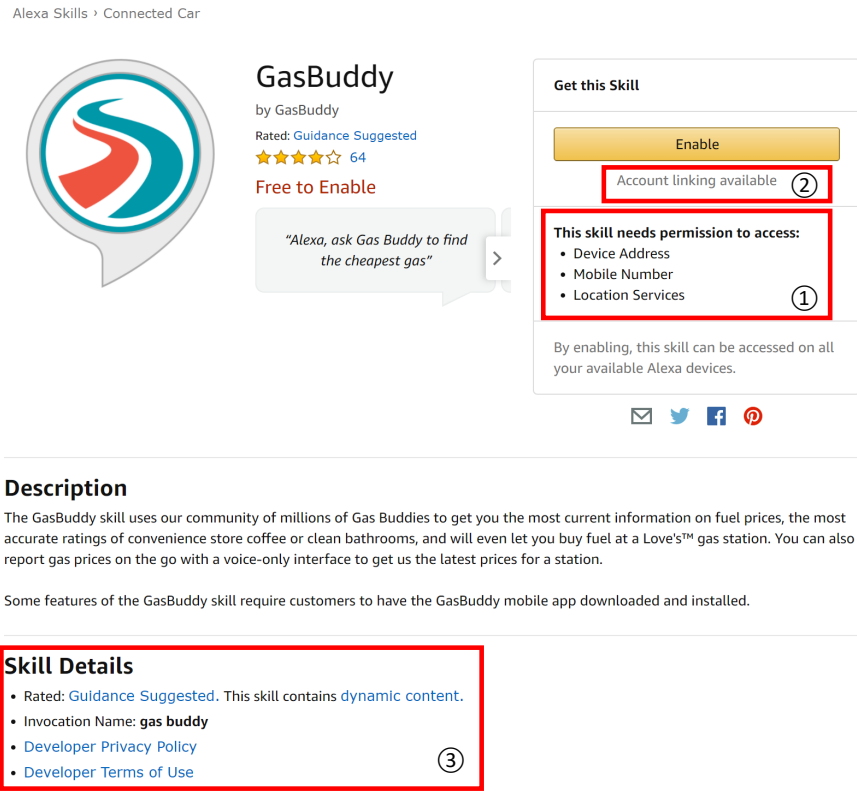 Alexa Skills › Connected Car
GasBuddy
by GasBuddy
Rated: Guidance Suggested
64
Free to Enable
“Alexa, ask Gas Buddy to find
the cheapest gas”
Get this Skill
Enable
Account linking available ②
This skill needs permission to access:
• Device Address
• Mobile Number
• Location Services ①
By enabling, this skill can be accessed on all
your available Alexa devices.
Description
The GasBuddy skill uses our community of millions of Gas Buddies to get you the most current information on fuel prices, the most
accurate ratings of convenience store coffee or clean bathrooms, and will even let you buy fuel at a Love's™ gas station. You can also
report gas prices on the go with a voice-only interface to get us the latest prices for a station.
Some features of the GasBuddy skill require customers to have the GasBuddy mobile app downloaded and installed.
Skill Details
• Rated: Guidance Suggested. This skill contains dynamic content.
• Invocation Name: gas buddy
• Developer Privacy Policy
• Developer Terms of Use ③